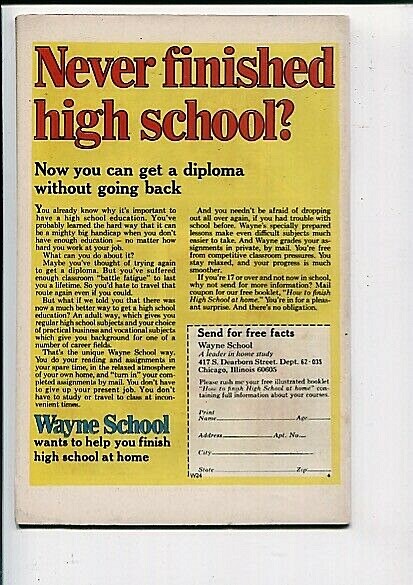 Never finished
high school?
Now you can get a diploma
without going back
You already know why it's important to
have a high school education. You've
probably learned the hard way that it can
be a mighty big handicap when you don't
have enough education — no matter how
hard you work at your job.
What can you do about it?
Maybe you've thought of trying again
to get a diploma. But you've suffered
enough classroom "battle fatigue" to last
you a lifetime. So you'd hate to travel that
route again even if you could.
But what if we told you that there was
now a much better way to get a high school
education? An adult way, which gives you
regular high school subjects and your choice
of practical business and vocational subjects
which give you background for one of a
number of career fields.
That's the unique Wayne School way.
You do your reading and assignments in
your spare time, in the relaxed atmosphere
of your own home, and "turn in" your com-
pleted assignments by mail. You don't have
to give up your present job. You don't
have to study or travel to class at incon-
venient times.
Wayne School
wants to help you finish
high school at home
And you needn't be afraid of dropping
out all over again, if you had trouble with
school before. Wayne's specially prepared
lessons make even difficult subjects much
easier to take. And Wayne grades your as-
signments in private, by mail. You're free
from competitive classroom pressures. You
stay relaxed, and your progress is much
smoother.
If you're 17 or over and not now in school,
why not send for more information? Mail
coupon for our free booklet, "How to finish
High School at home." You're in for a pleas-
ant surprise. And there's no obligation.
Send for free facts
Wayne School
A leader in home study
417 S. Dearborn Street, Dept. 62-035
Chicago, Illinois 60605
Please rush me your free illustrated booklet
"How to finish High School at home" con-
taining full information about your courses.
Print
Name Age
Address Apt. No.
City
State Zip
W24 4